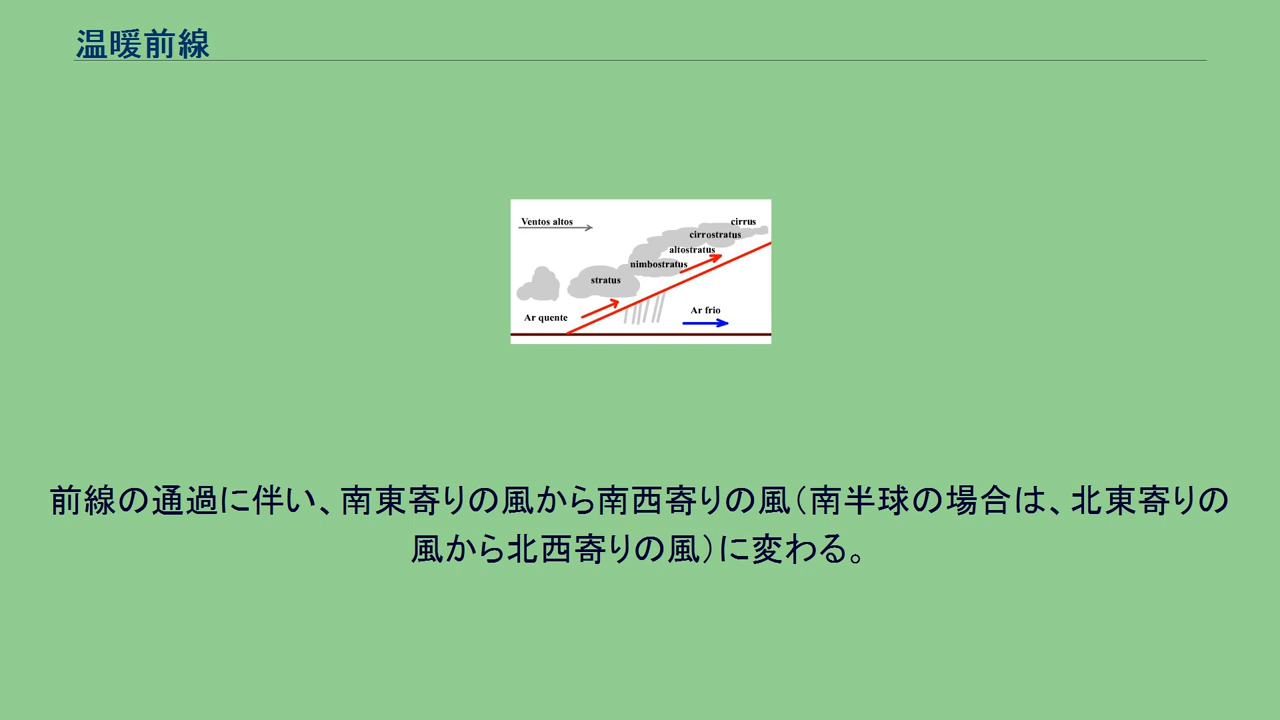 温暖前線
Ventos altos
cirrus
cirrostratus
altostratus
nimbostratus
stratus
Ar quente
Ar frio
前線の通過に伴い、南東寄りの風から南西寄りの風（南半球の場合は、北東寄りの
風から北西寄りの風）に変わる。